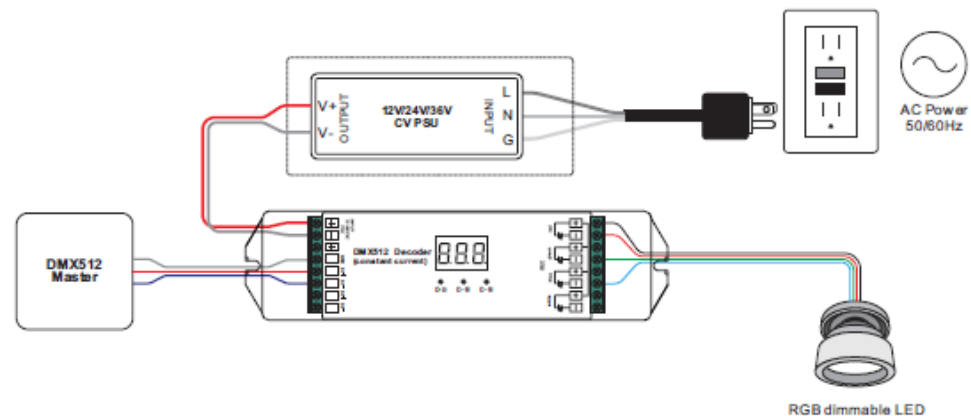 12V/24V/36V
CV PSU
V+
V-
OUTPUT
INPUT
L
N
G
AC Power
50/60Hz
DMX512
Master
DMX512 Decoder
(constant current)
888
RGB dimmable LED